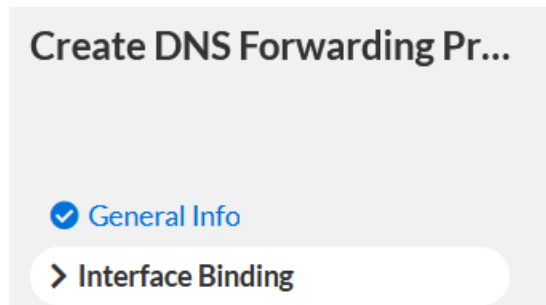 Create DNS Forwarding Pr...
General Info
Interface Binding